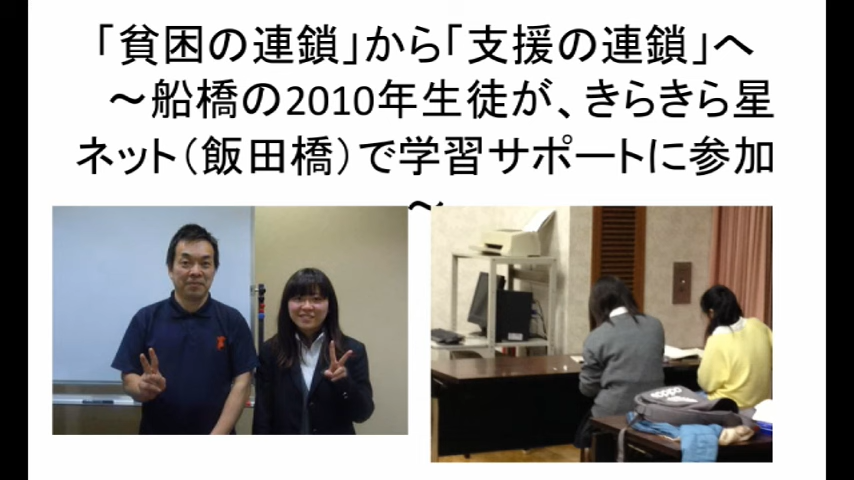 「貧困の連鎖」から「支援の連鎖」へ
～船橋の2010年生徒が、きらきら星
ネット（飯田橋）で学習サポートに参加
～